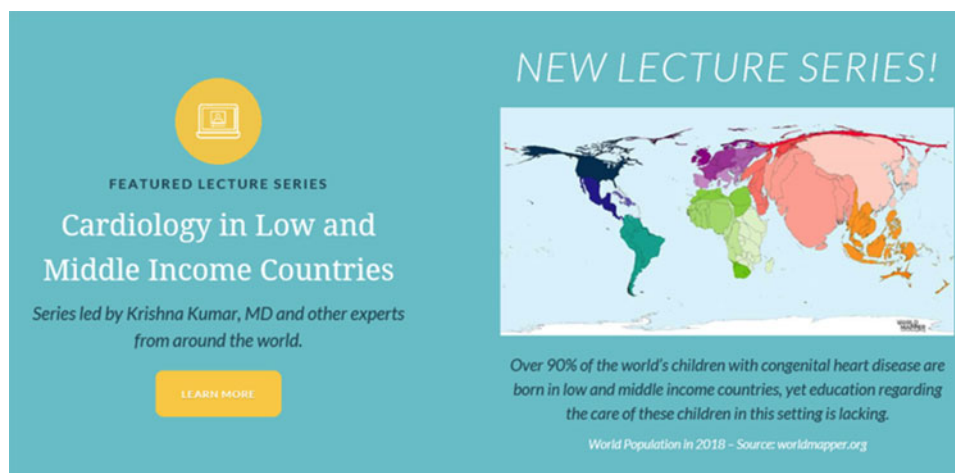 FEATURED LECTURE SERIES
Cardiology in Low and
Middle Income Countries
Series led by Krishna Kumar, MD and other experts
from around the world.
LEARN MORE
NEW LECTURE SERIES!
WORLD
MAPPER
Over 90% of the world's children with congenital heart disease are
born in low and middle income countries, yet education regarding
the care of these children in this setting is lacking.
World Population in 2018 – Source: worldmapper.org